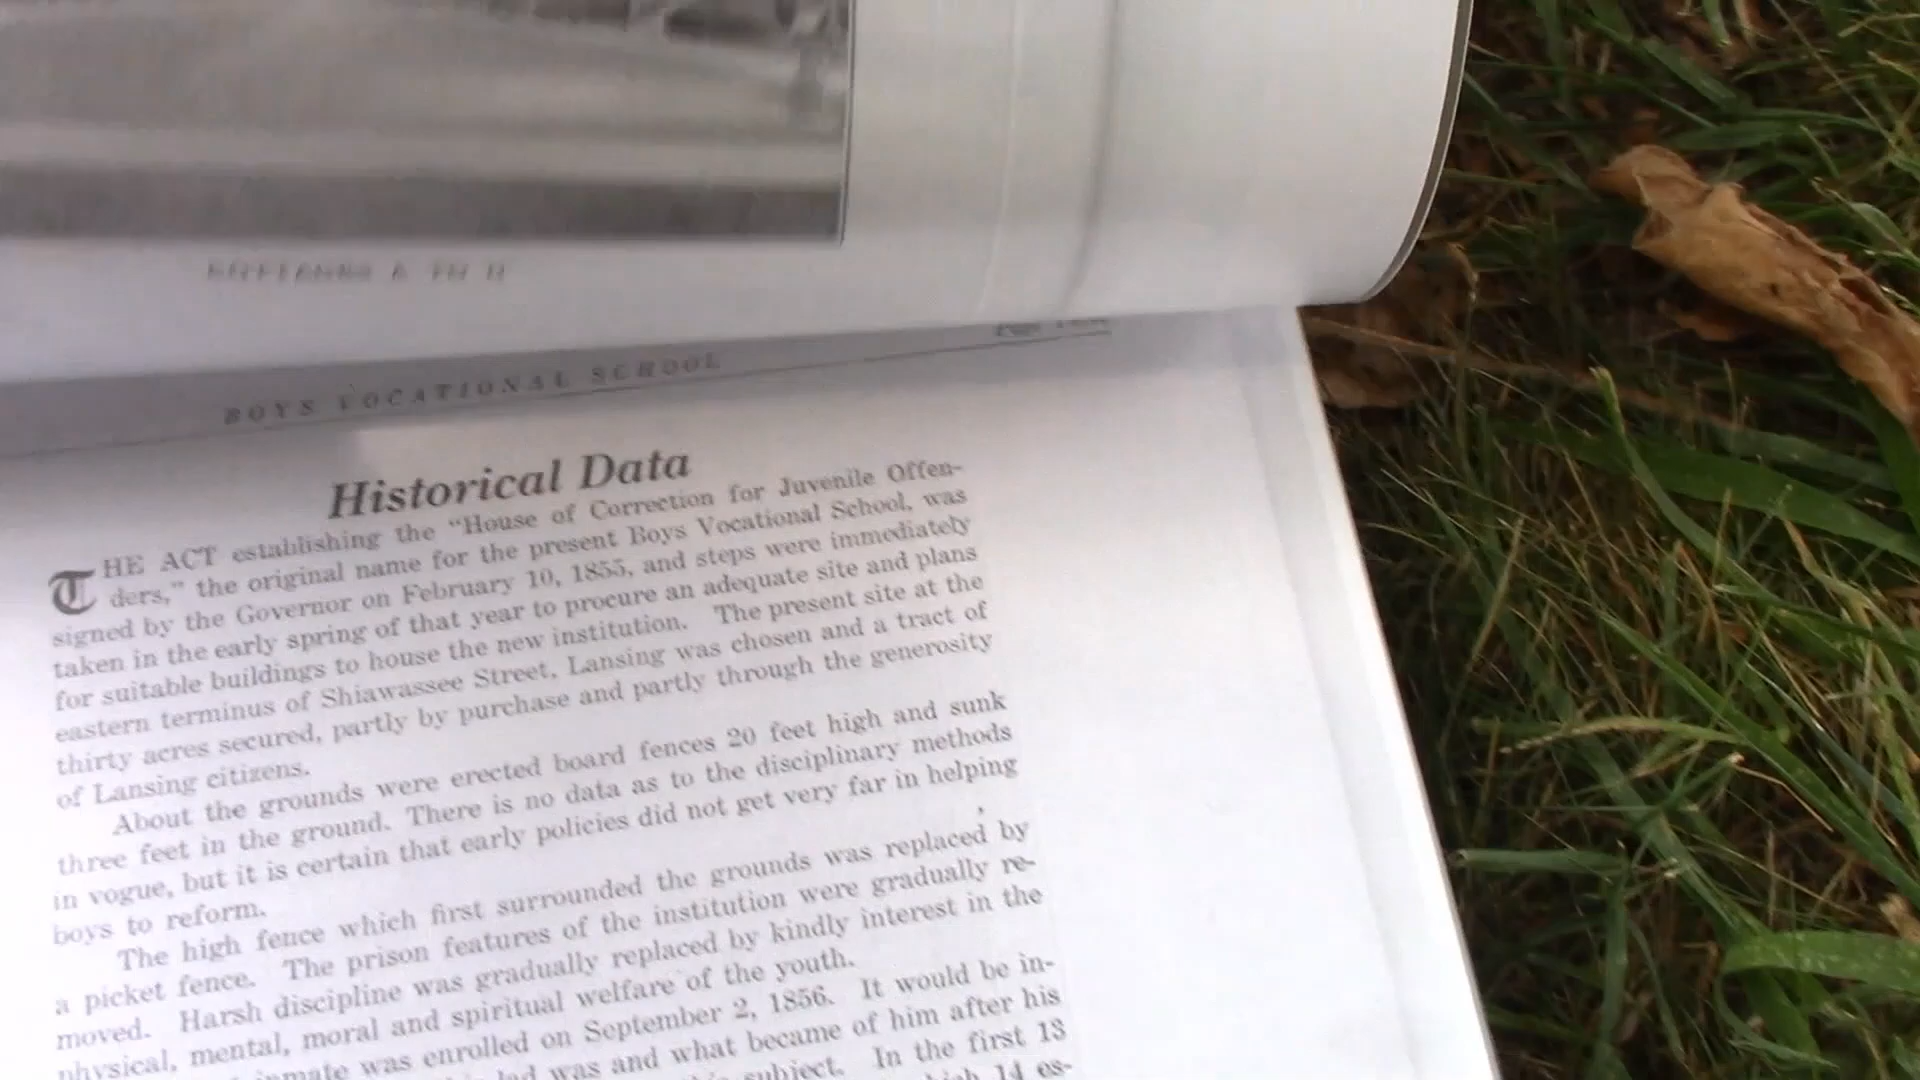 BOYS VOCATIONAL SCHOOL
Page
Historical Data
THE ACT establishing the “House of Correction for Juvenile Offen-
ders,” the original name for the present Boys Vocational School, was
signed by the Governor on February 10, 1855, and steps were immediately
taken in the early spring of that year to procure an adequate site and plans
for suitable buildings to house the new institution. The present site at the
eastern terminus of Shiawassee Street, Lansing was chosen and a tract of
thirty acres secured, partly by purchase and partly through the generosity
of Lansing citizens.
About the grounds were erected board fences 20 feet high and sunk
three feet in the ground. There is no data as to the disciplinary methods
in vogue, but it is certain that early policies did not get very far in helping
boys to reform.
The high fence which first surrounded the grounds was replaced by
a picket fence. The prison features of the institution were gradually re-
moved. Harsh discipline was gradually replaced by kindly interest in the
physical, mental, moral and spiritual welfare of the youth.
inmate was enrolled on September 2, 1856. It would be in-
lad was and what became of him after his
subject. In the first 13
which 14 es-